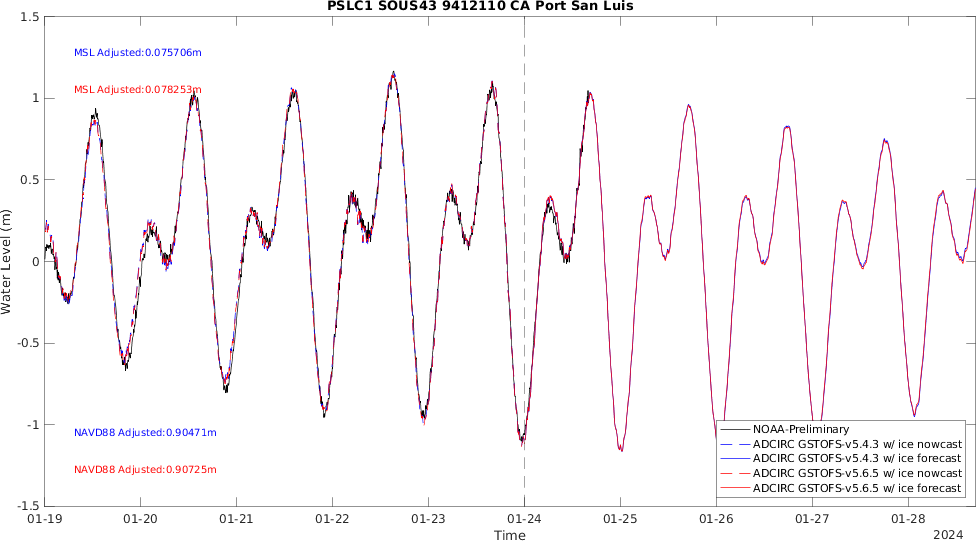 PSLC1 SOUS43 9412110 CA Port San Luis
1.5
1
0.5
0
-0.5
-1
-1.5
Water Level (m)
MSL Adjusted:0.075706m
MSL Adjusted:0.078253m
NAVD88 Adjusted:0.90471m
NAVD88 Adjusted:0.90725m
NOAA-Preliminary
ADCIRC GSTOFS-v5.4.3 w/ ice nowcast
ADCIRC GSTOFS-v5.4.3 w/ ice forecast
ADCIRC GSTOFS-v5.6.5 w/ ice nowcast
ADCIRC GSTOFS-v5.6.5 w/ ice forecast
01-19 01-20 01-21 01-22 01-23 01-24 01-25 01-26 01-27 01-28
Time
2024